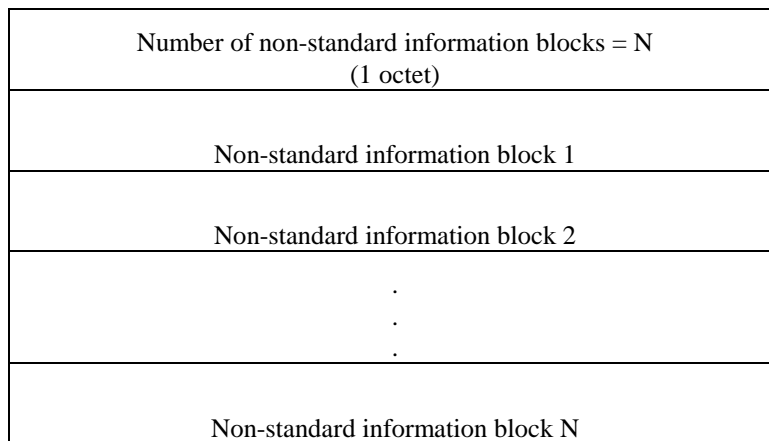 Number of non-standard information blocks = N
(1 octet)
Non-standard information block 1
Non-standard information block 2
.
.
.
Non-standard information block N